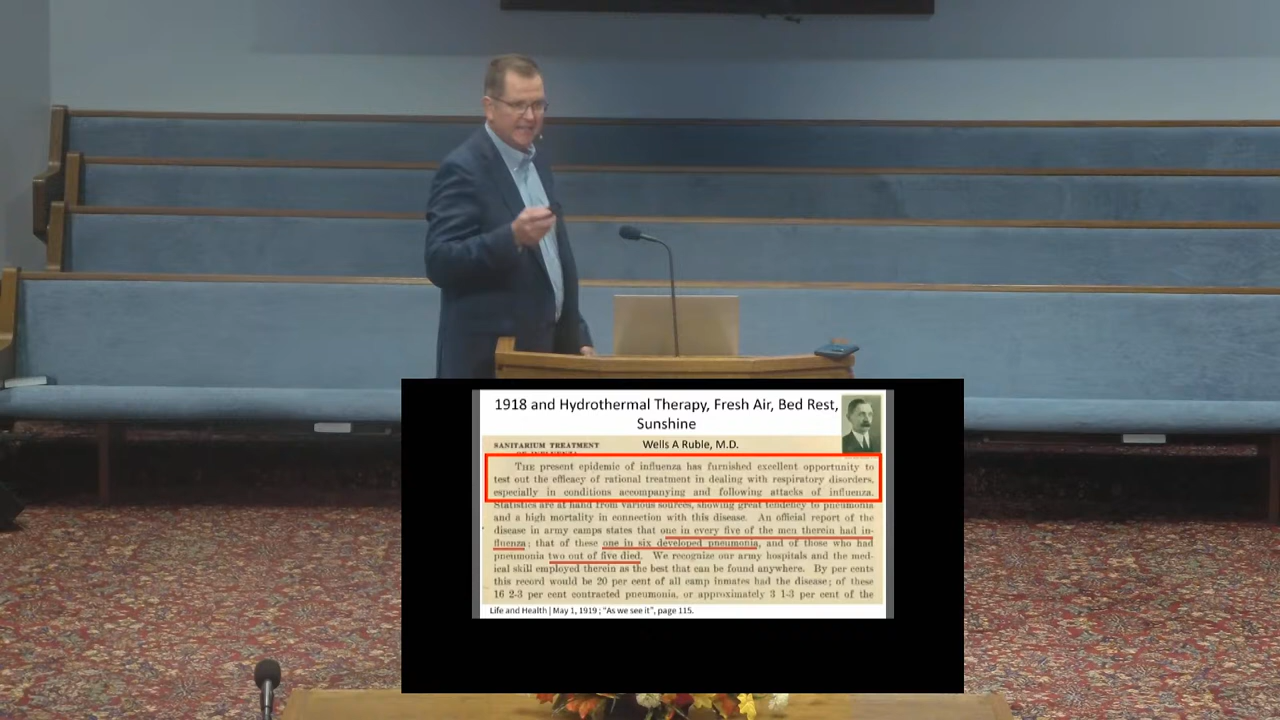 1918 and Hydrothermal Therapy, Fresh Air, Bed Rest,
Sunshine
SANITARIUM TREATMENT
OF INFLUENZA
Wells A Ruble, M.D.
THE present epidemic of influenza has furnished excellent opportunity to
test out the efficacy of rational treatment in dealing with respiratory disorders,
especially in conditions accompanying and following attacks of influenza.
Statistics are at hand from various sources, showing great tendency to pneumonia
and a high mortality in connection with this disease. An official report of the
disease in army camps states that one in every five of the men therein had in-
fluenza; that of these one in six developed pneumonia, and of those who had
pneumonia two out of five died. We recognize our army hospitals and the med-
ical skill employed therein as the best that can be found anywhere. By per cents
this record would be 20 per cent of all camp inmates had the disease; of these
16 2-3 per cent contracted pneumonia, or approximately 3 1-3 per cent of the
Life and Health | May 1, 1919 ; "As we see it", page 115.